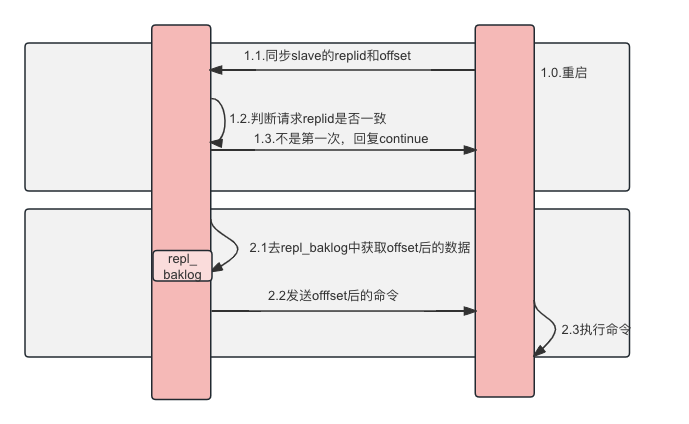 1.1.同步slave的replid和offset
1.0.重启
1.2.判断请求replid是否一致
1.3.不是第一次，回复continue
2.1去repl_baklog中获取offset后的数据
repl_
baklog
2.2发送offfset后的命令
2.3执行命令